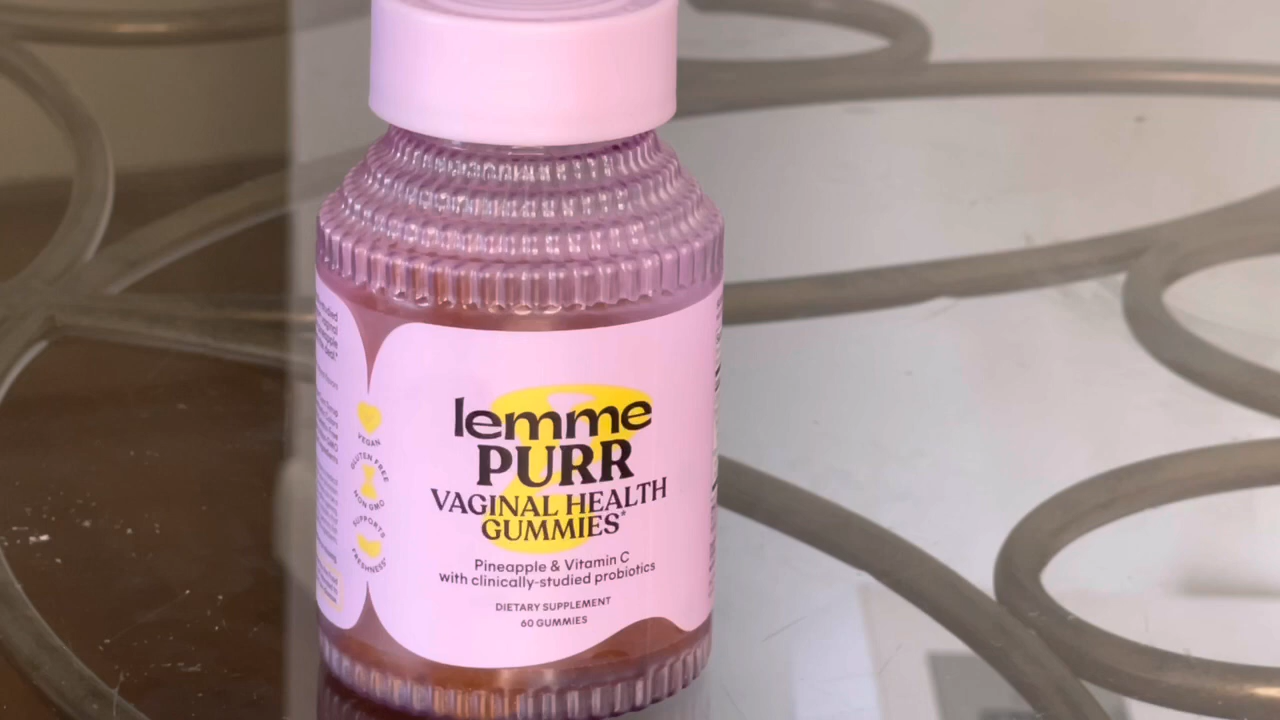 lemme
PURR
VAGINAL HEALTH
GUMMIES*
Pineapple & Vitamin C
with clinically-studied probiotics
DIETARY SUPPLEMENT
60 GUMMIES
VEGAN
GLUTEN FREE
NON GMO
SUPPORTS
FRESHNESS*